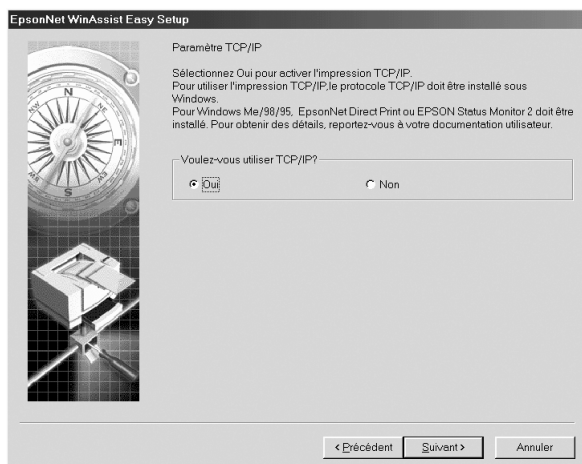 EpsonNet WinAssist Easy Setup
Paramètre TCP/IP
Sélectionnez Oui pour activer l'impression TCP/IP.
Pour utiliser l'impression TCP/IP,le protocole TCP/IP doit être installé sous
Windows.
Pour Windows Me/98/95, EpsonNet Direct Print ou EPSON Status Monitor 2 doit être
installé. Pour obtenir des détails, reportez-vous à votre documentation utilisateur.
Voulez-vous utiliser TCP/IP?
Oui Non
N
NE
E
S
SW
W
NW
< Précédent Suivant > Annuler